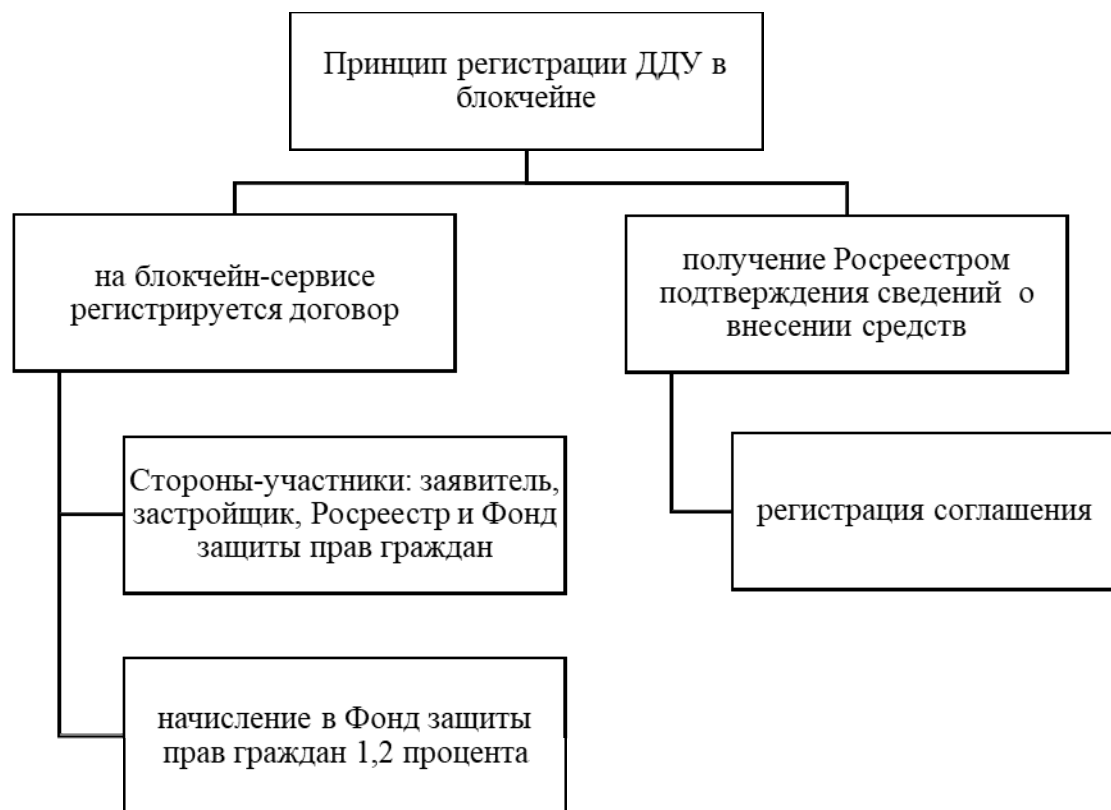 Принцип регистрации ДДУ в
блокчейне
на блокчейн-сервисе
регистрируется договор
получение Росреестром
подтверждения сведений о
внесении средств
Стороны-участники: заявитель,
застройщик, Росреестр и Фонд
защиты прав граждан
регистрация соглашения
начисление в Фонд защиты
прав граждан 1,2 процента